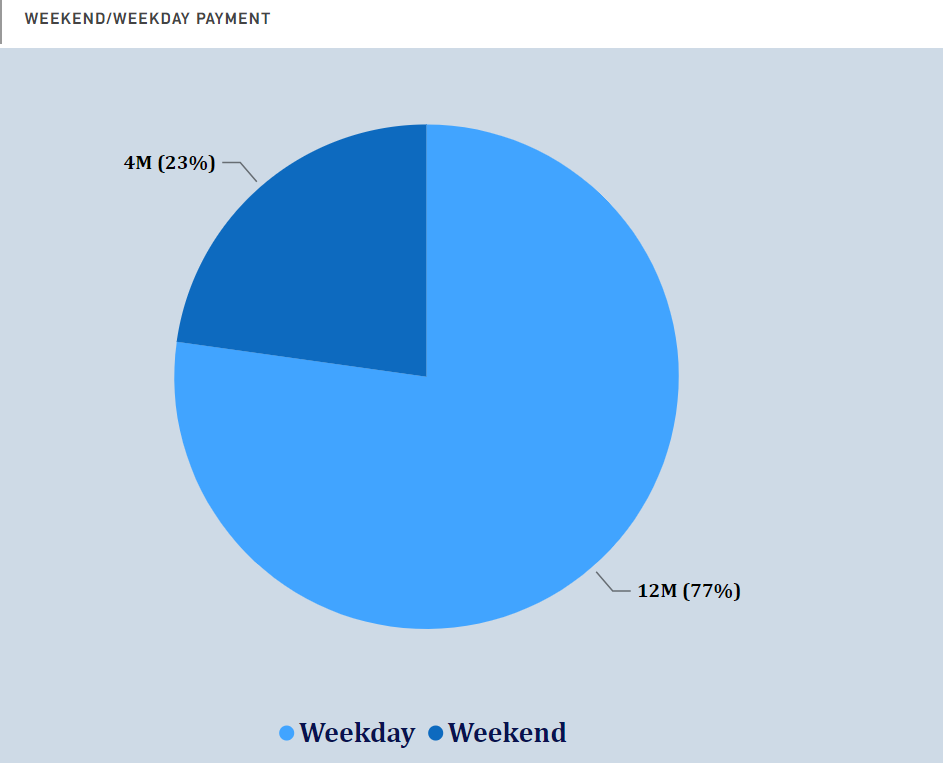 WEEKEND/WEEKDAY PAYMENT
4M (23%)
12M (77%)
Weekday Weekend